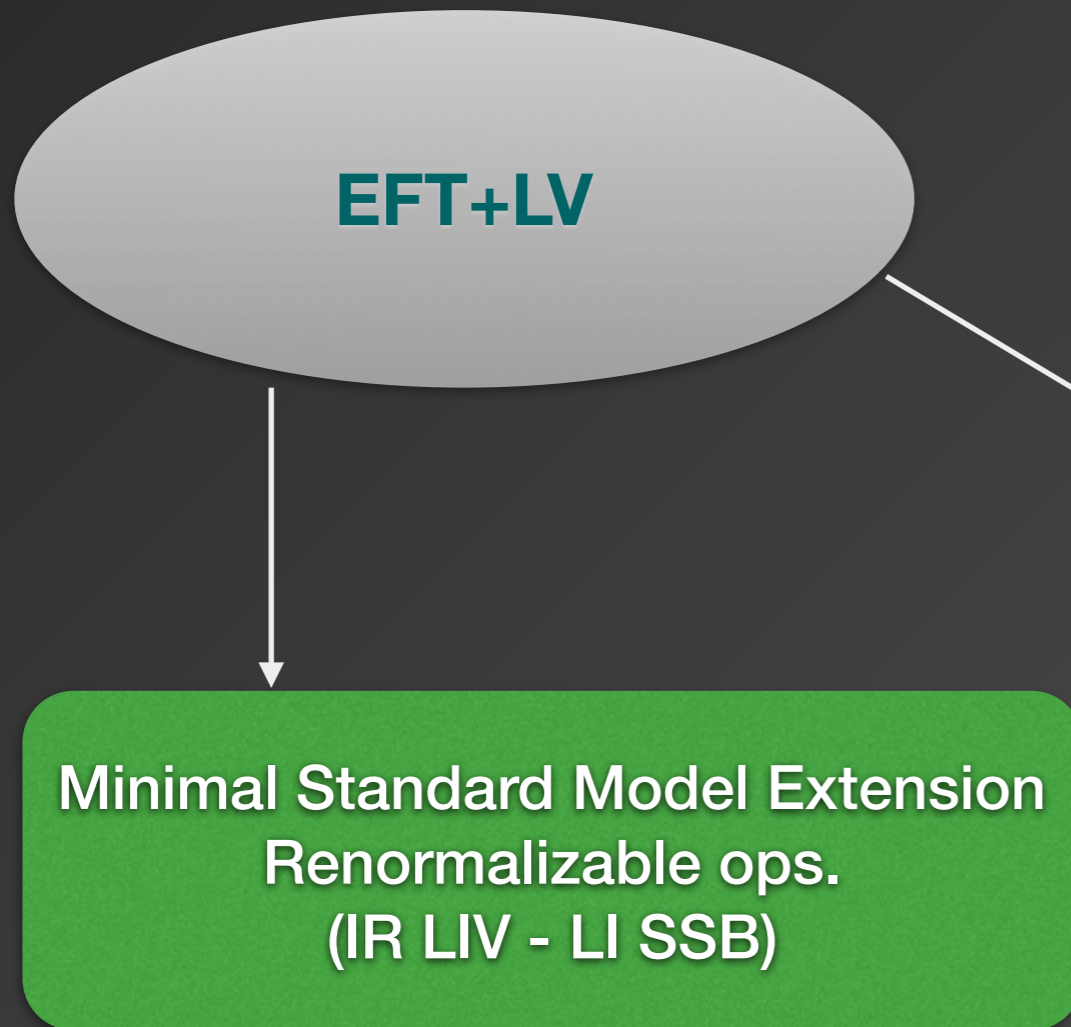 EFT+LV
Minimal Standard Model Extension
Renormalizable ops.
(IR LIV - LI SSB)